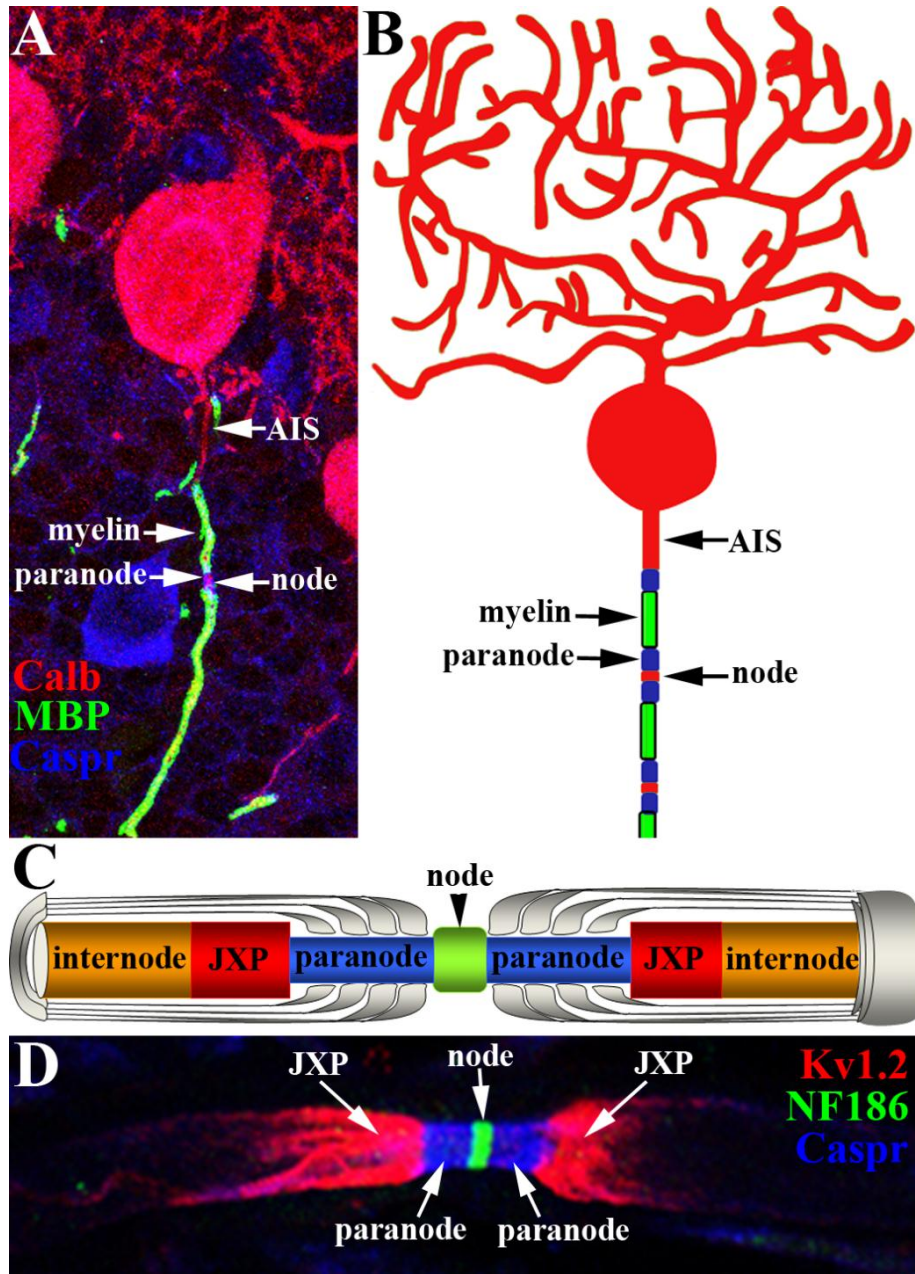 A
AIS
myelin
paranode
node
Calb
MBP
Caspr
B
AIS
myelin
paranode
node
C
node
internode
JXP
paranode
paranode
JXP
internode
D
JXP
node
JXP
Kv1.2
NF186
Caspr
paranode
paranode